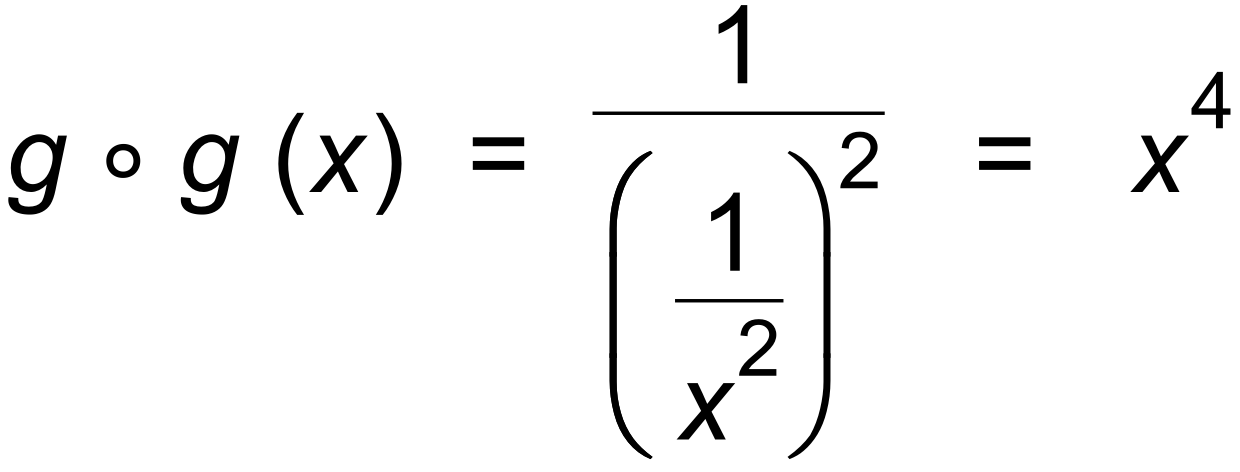 g ∘ g (x) = 1 / (1 / x²)² = x⁴